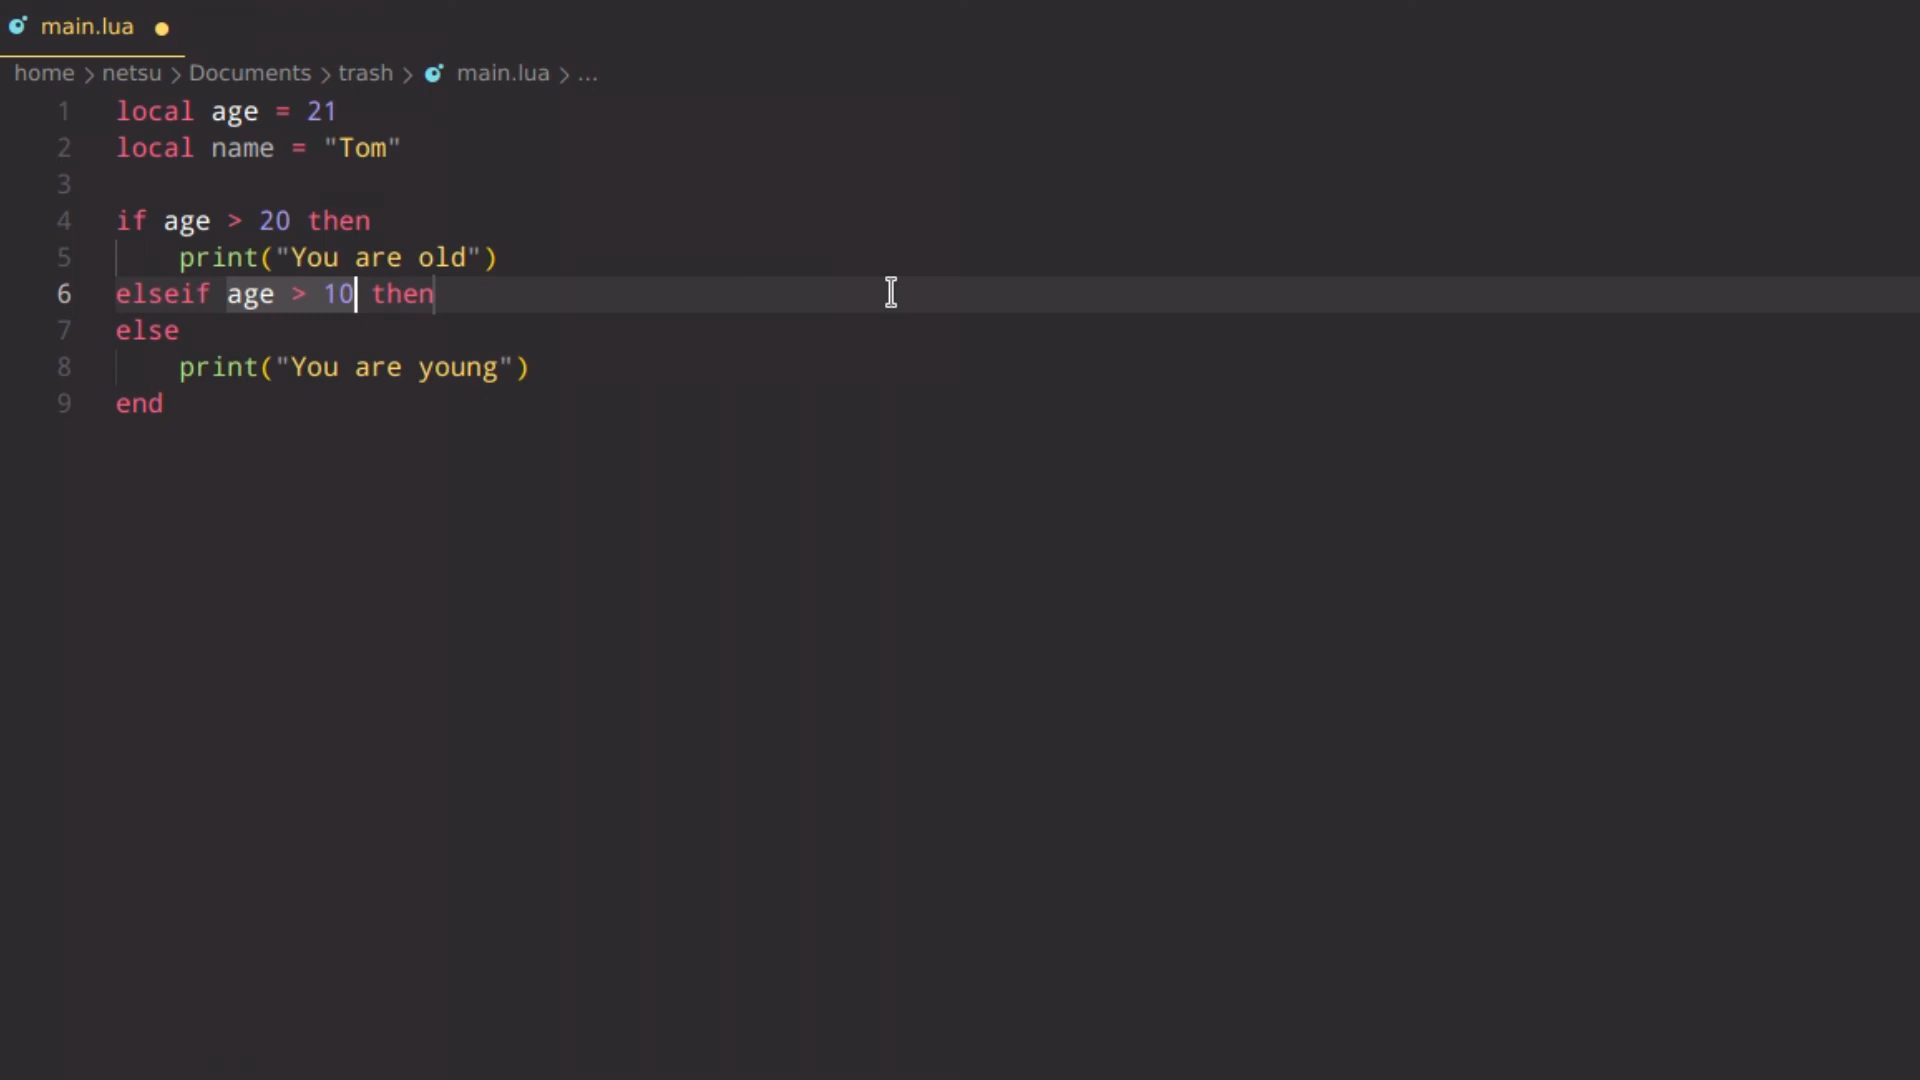 main.lua
home > netsu > Documents > trash > main.lua > ...
1 local age = 21
2 local name = "Tom"
3
4 if age > 20 then
5     print("You are old")
6 elseif age > 10 then
7 else
8     print("You are young")
9 end